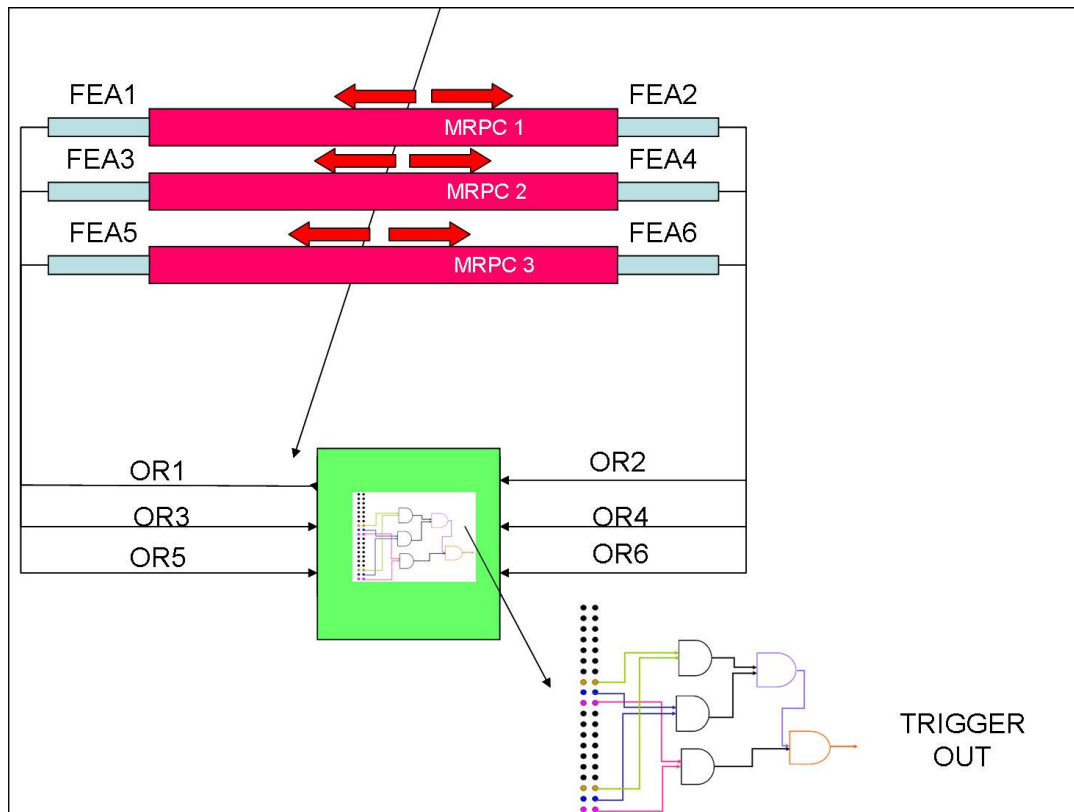 FEA1
FEA2
MRPC 1
FEA3
FEA4
MRPC 2
FEA5
FEA6
MRPC 3
OR1
OR2
OR3
OR4
OR5
OR6
TRIGGER
OUT